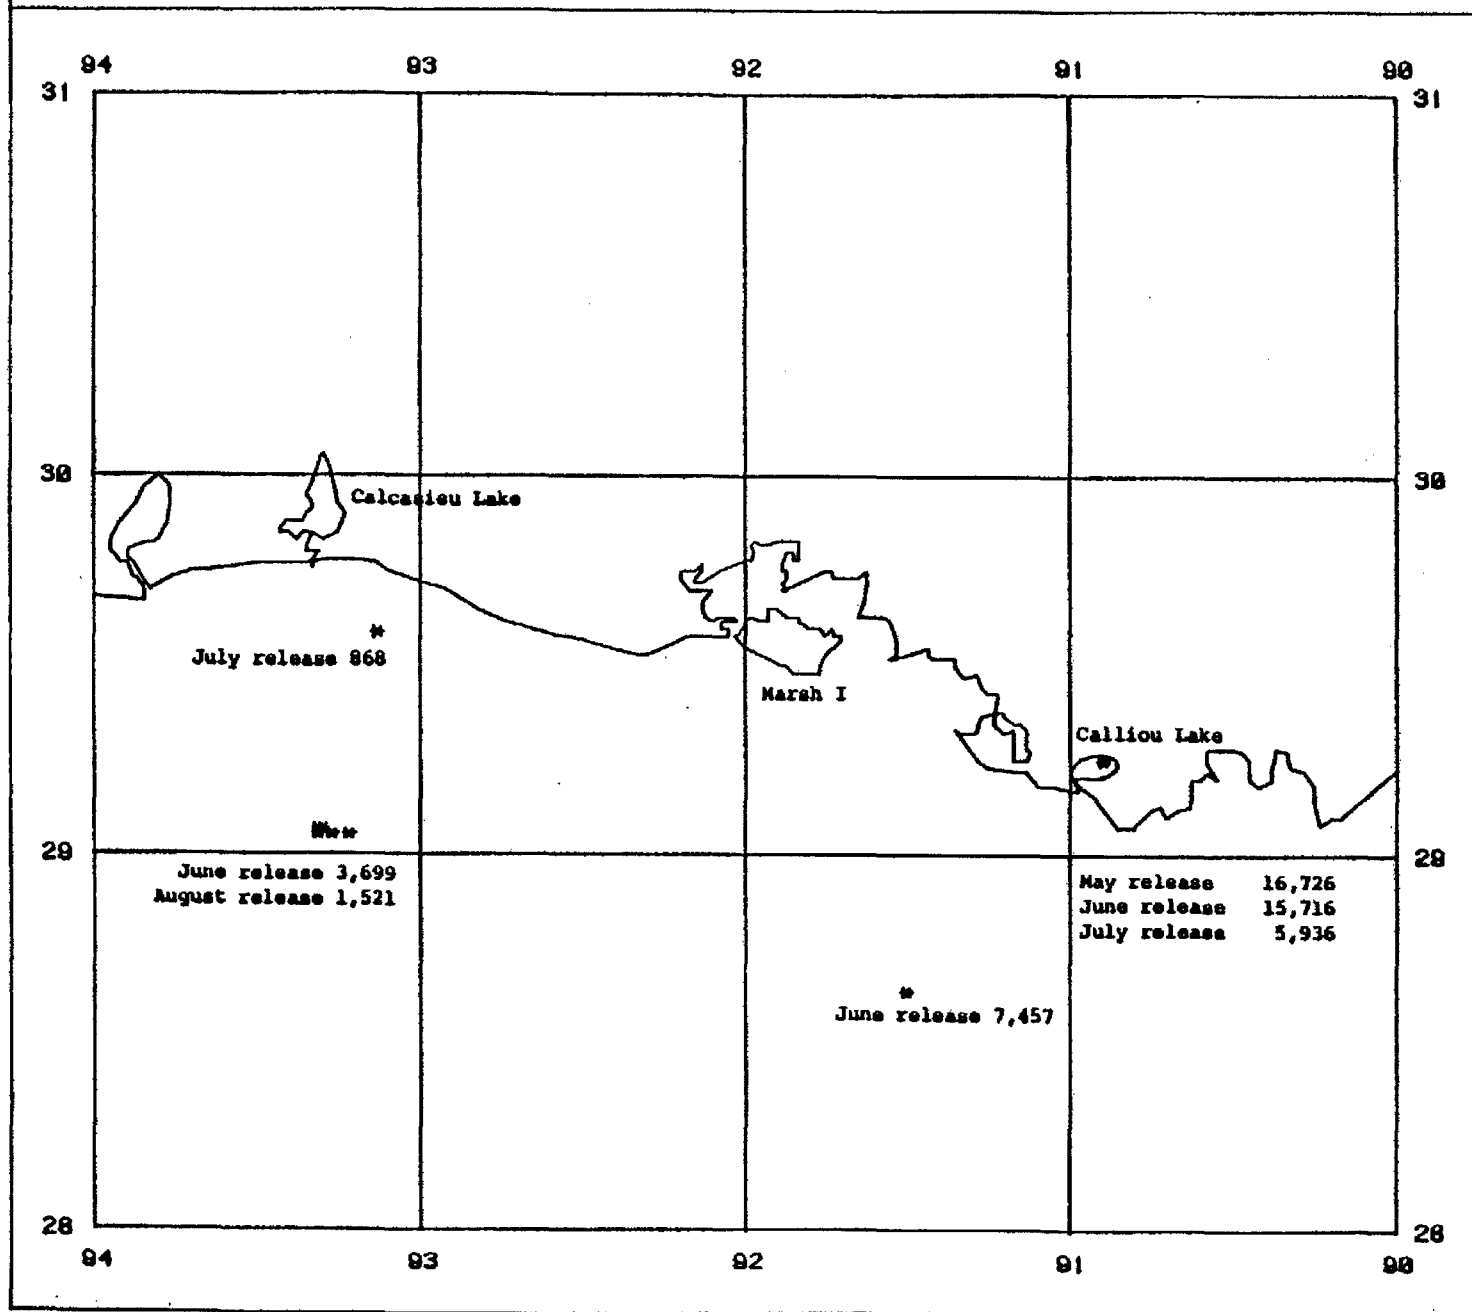 94 93 92 91 90
31 31
30 30
Calcasieu Lake
July release 868
Marsh I
Calliou Lake
29 29
June release 3,699
August release 1,521
May release 16,726
June release 15,716
July release 5,936
June release 7,457
28 28
94 93 92 91 90